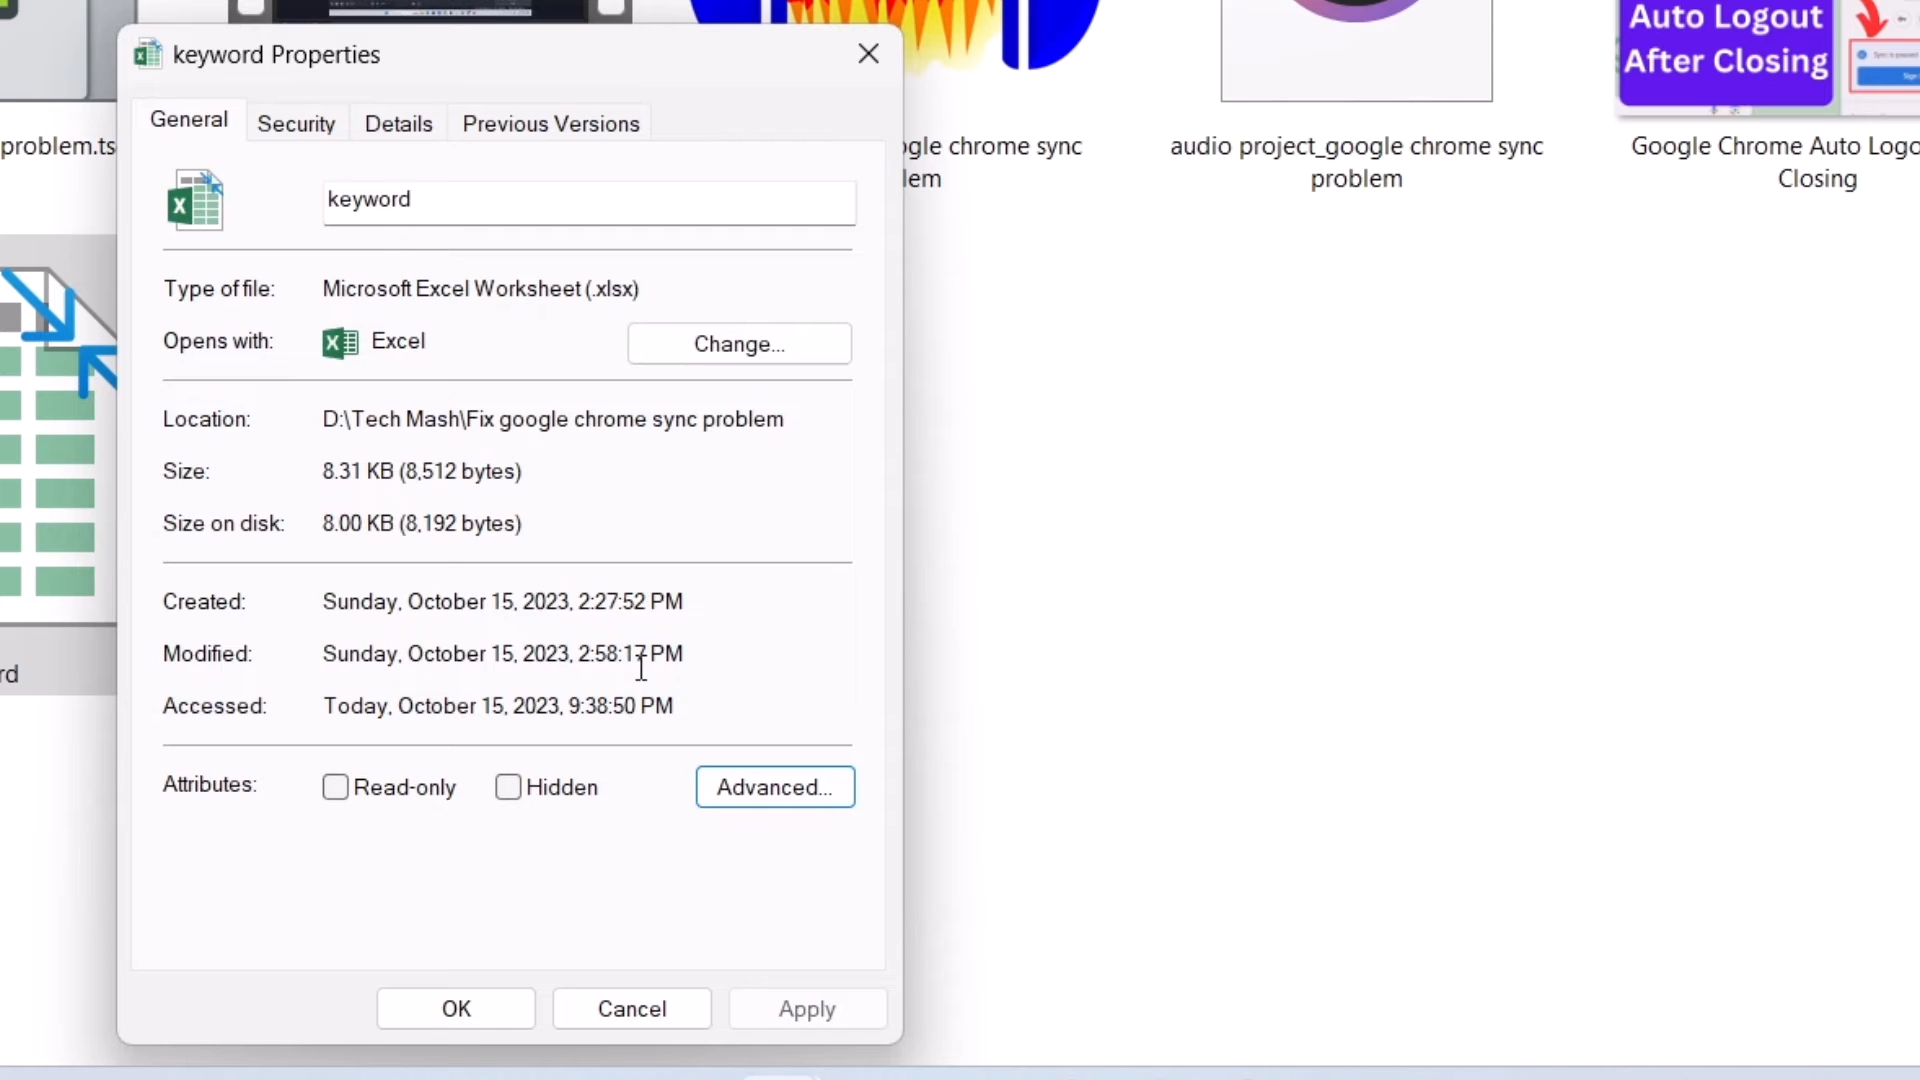 keyword Properties
General
Security
Details
Previous Versions
keyword
Type of file:
Microsoft Excel Worksheet (.xlsx)
Opens with:
Excel
Change...
Location:
D:\Tech Mash\Fix google chrome sync problem
Size:
8.31 KB (8,512 bytes)
Size on disk:
8.00 KB (8,192 bytes)
Created:
Sunday, October 15, 2023, 2:27:52 PM
Modified:
Sunday, October 15, 2023, 2:58:17 PM
Accessed:
Today, October 15, 2023, 9:38:50 PM
Attributes:
Read-only
Hidden
Advanced...
OK
Cancel
Apply
problem.ts
ogle chrome sync
lem
audio project_google chrome sync
problem
Auto Logout
After Closing
Google Chrome Auto Logo
Closing
rd